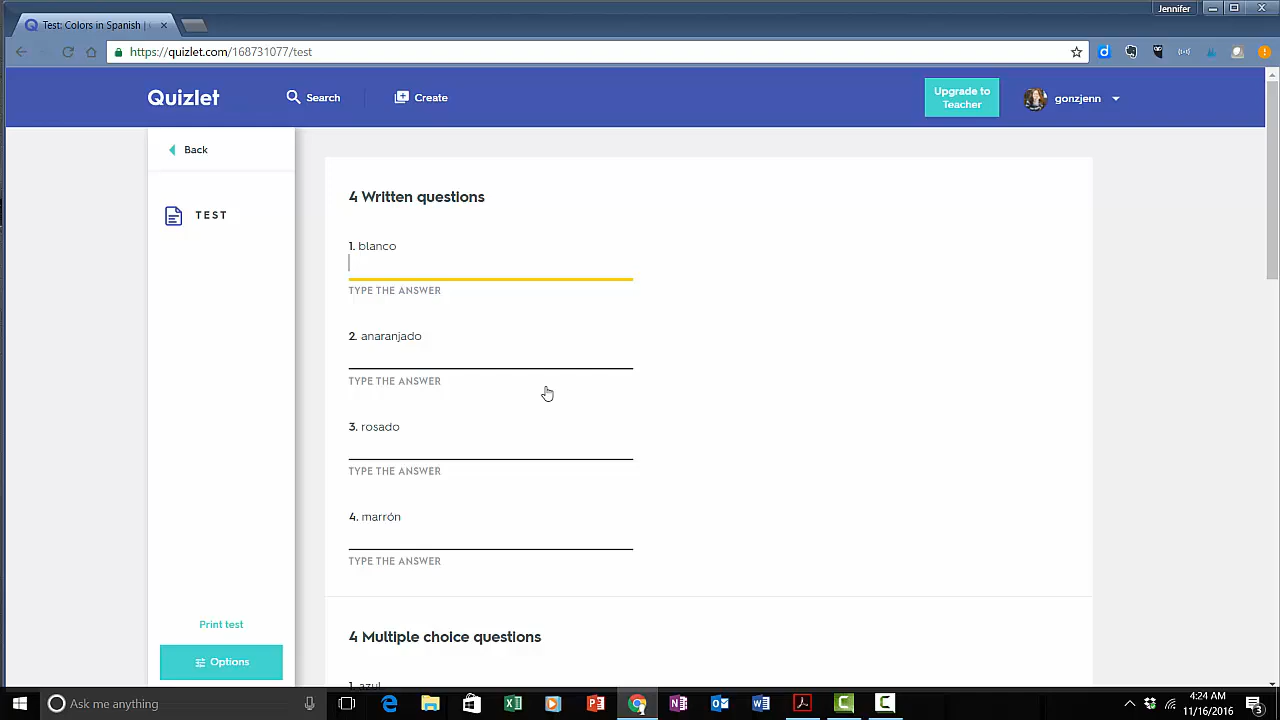 Jennifer
Test: Colors in Spanish |
https://quizlet.com/168731077/test
Quizlet
Search
Create
Upgrade to
Teacher
gonzjenn
Back
TEST
4 Written questions
1. blanco
TYPE THE ANSWER
2. anaranjado
TYPE THE ANSWER
3. rosado
TYPE THE ANSWER
4. marrón
TYPE THE ANSWER
Print test
Options
4 Multiple choice questions
1. azul
Ask me anything
4:24 AM
11/16/2016
3